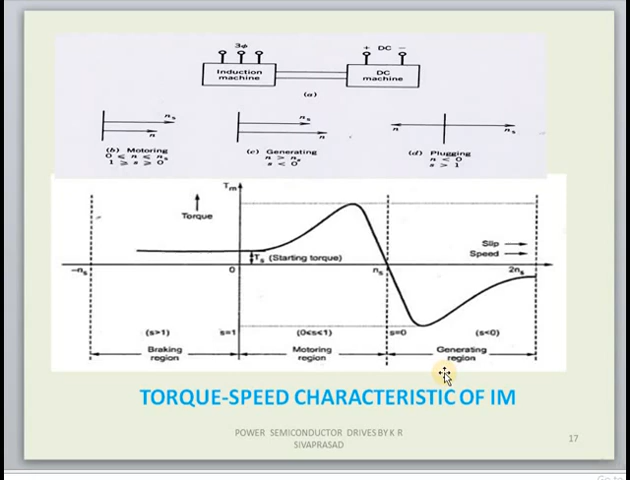 3ϕ
+ DC −
Induction machine
DC machine
(a)
n_s
n
(b) Motoring
0 ≤ n ≤ n_s
1 ≥ s ≥ 0
n_s
n
(c) Generating
n > n_s
s < 0
n
n_s
(d) Plugging
n < 0
s > 1
T_m
Torque
T_s (Starting torque)
Slip
Speed
−n_s
0
n_s
2n_s
(s>1)
s=1
(0<s<1)
s=0
(s<0)
Braking region
Motoring region
Generating region
TORQUE-SPEED CHARACTERISTIC OF IM
POWER SEMICONDUCTOR DRIVES BY K R
SIVAPRASAD
17